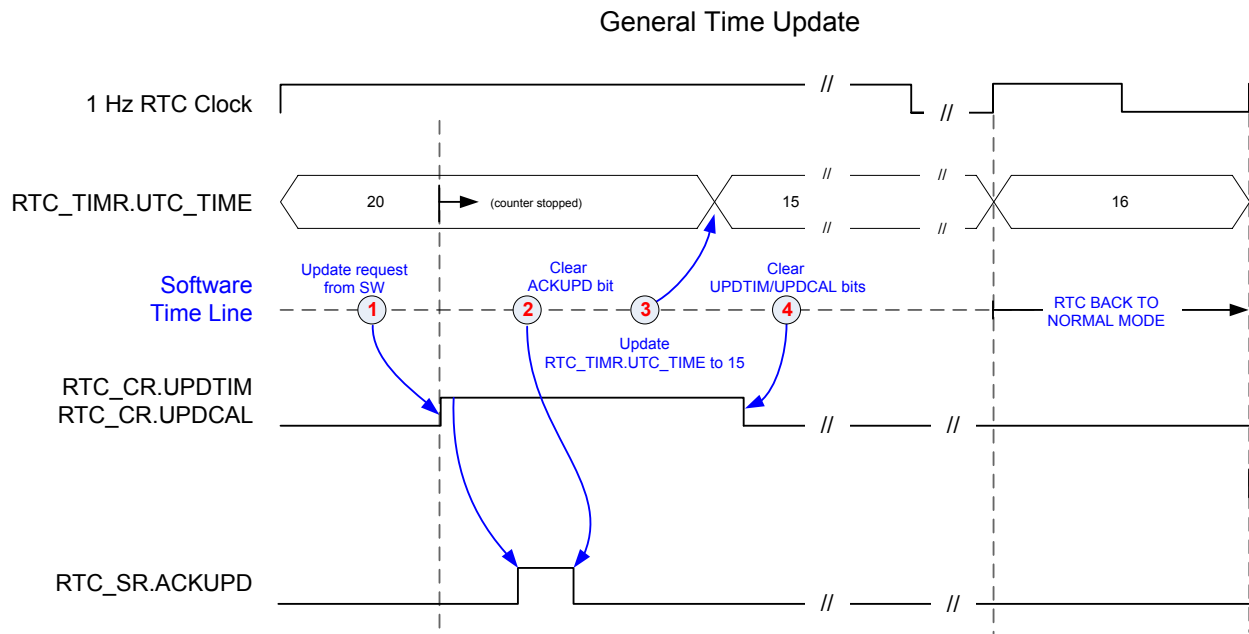 General Time Update
//
1 Hz RTC Clock
//
RTC_TIMR.UTC_TIME
20
(counter stopped)
//
15
//
//
//
16
Software
Time Line
Update request
from SW
1
Clear
ACKUPD bit
2
3
Update
RTC_TIMR.UTC_TIME to 15
Clear
UPDTIM/UPDCAL bits
4
RTC BACK TO
NORMAL MODE
RTC_CR.UPDTIM
RTC_CR.UPDCAL
//
//
RTC_SR.ACKUPD
//
//